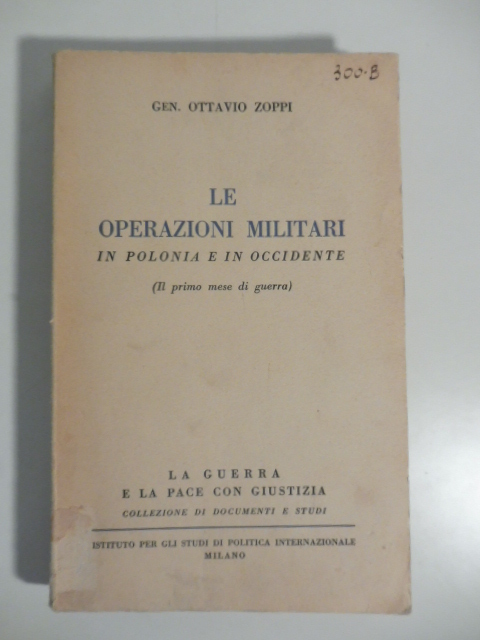 300-B
GEN. OTTAVIO ZOPPI
LE
OPERAZIONI MILITARI
IN POLONIA E IN OCCIDENTE
(Il primo mese di guerra)
LA GUERRA
E LA PACE CON GIUSTIZIA
COLLEZIONE DI DOCUMENTI E STUDI
ISTITUTO PER GLI STUDI DI POLITICA INTERNAZIONALE
MILANO